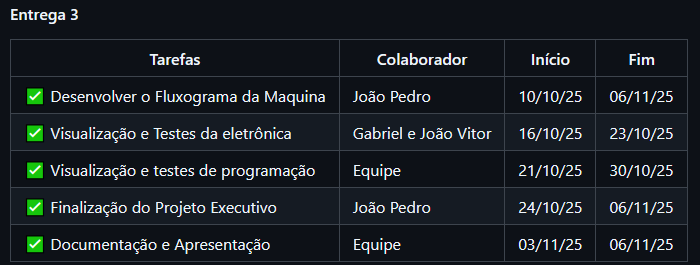 Entrega 3
Tarefas Colaborador Início Fim
✅ Desenvolver o Fluxograma da Maquina João Pedro 10/10/25 06/11/25
✅ Visualização e Testes da eletrônica Gabriel e João Vitor 16/10/25 23/10/25
✅ Visualização e testes de programação Equipe 21/10/25 30/10/25
✅ Finalização do Projeto Executivo João Pedro 24/10/25 06/11/25
✅ Documentação e Apresentação Equipe 03/11/25 06/11/25